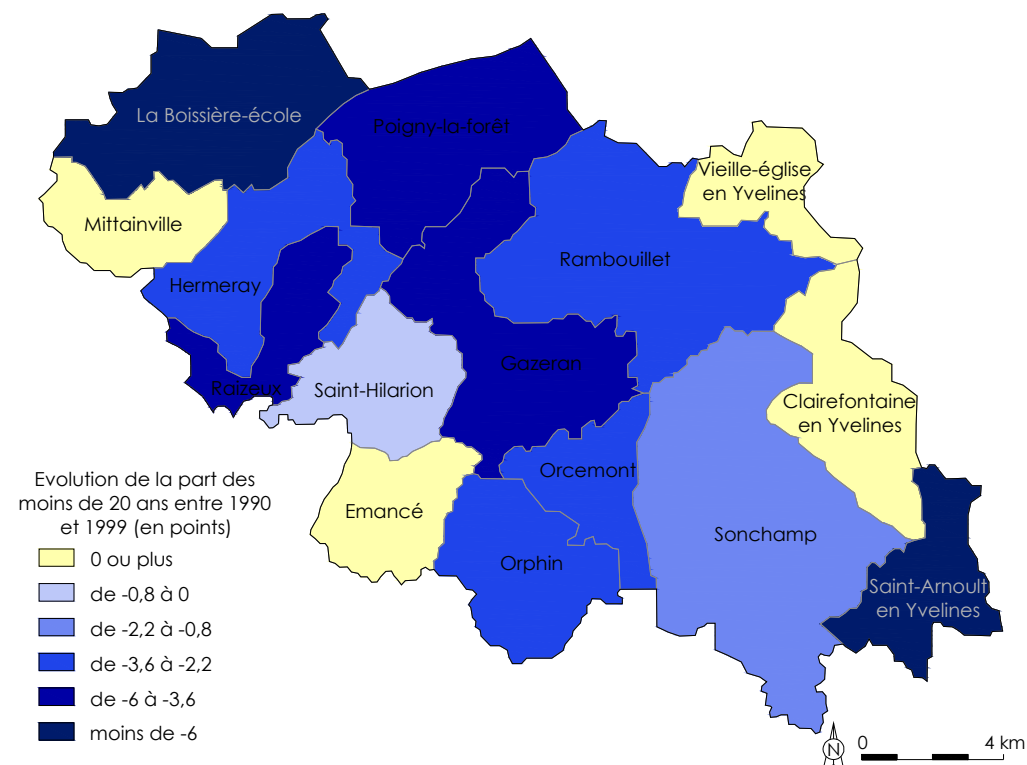 La Boissière-école
Poigny-la-forêt
Vieille-église
en Yvelines
Mittainville
Rambouillet
Hermeray
Gazeran
Raizeux
Saint-Hilarion
Clairefontaine
en Yvelines
Orcemont
Emancé
Sonchamp
Orphin
Saint-Arnoult
en Yvelines
Evolution de la part des
moins de 20 ans entre 1990
et 1999 (en points)
0 ou plus
de -0,8 à 0
de -2,2 à -0,8
de -3,6 à -2,2
de -6 à -3,6
moins de -6
N
0 4 km